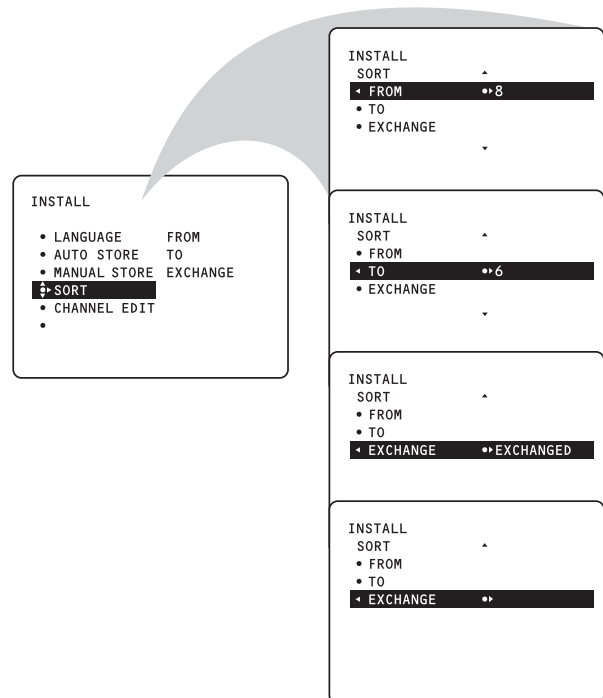 INSTALL
• LANGUAGE FROM
• AUTO STORE TO
• MANUAL STORE EXCHANGE
SORT
• CHANNEL EDIT
•
INSTALL
SORT
FROM 8
• TO
• EXCHANGE
INSTALL
SORT
• FROM
TO 6
• EXCHANGE
INSTALL
SORT
• FROM
• TO
EXCHANGE EXCHANGED
INSTALL
SORT
• FROM
• TO
EXCHANGE